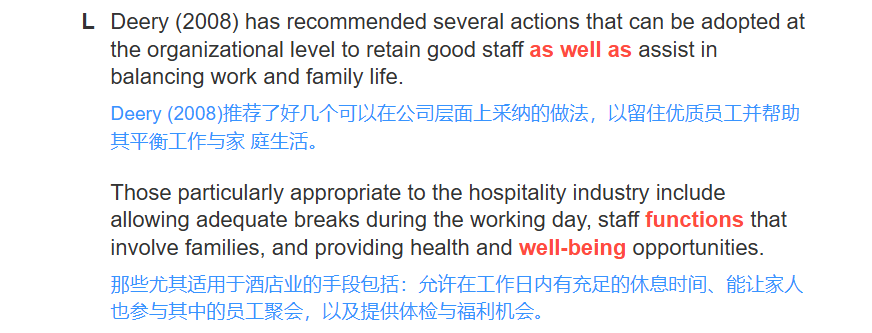 L Deery (2008) has recommended several actions that can be adopted at
the organizational level to retain good staff as well as assist in
balancing work and family life.
Deery (2008)推荐了好几个可以在公司层面上采纳的做法，以留住优质员工并帮助
其平衡工作与家 庭生活。
Those particularly appropriate to the hospitality industry include
allowing adequate breaks during the working day, staff functions that
involve families, and providing health and well-being opportunities.
那些尤其适用于酒店业的手段包括：允许在工作日内有充足的休息时间、能让家人
也参与其中的员工聚会，以及提供体检与福利机会。